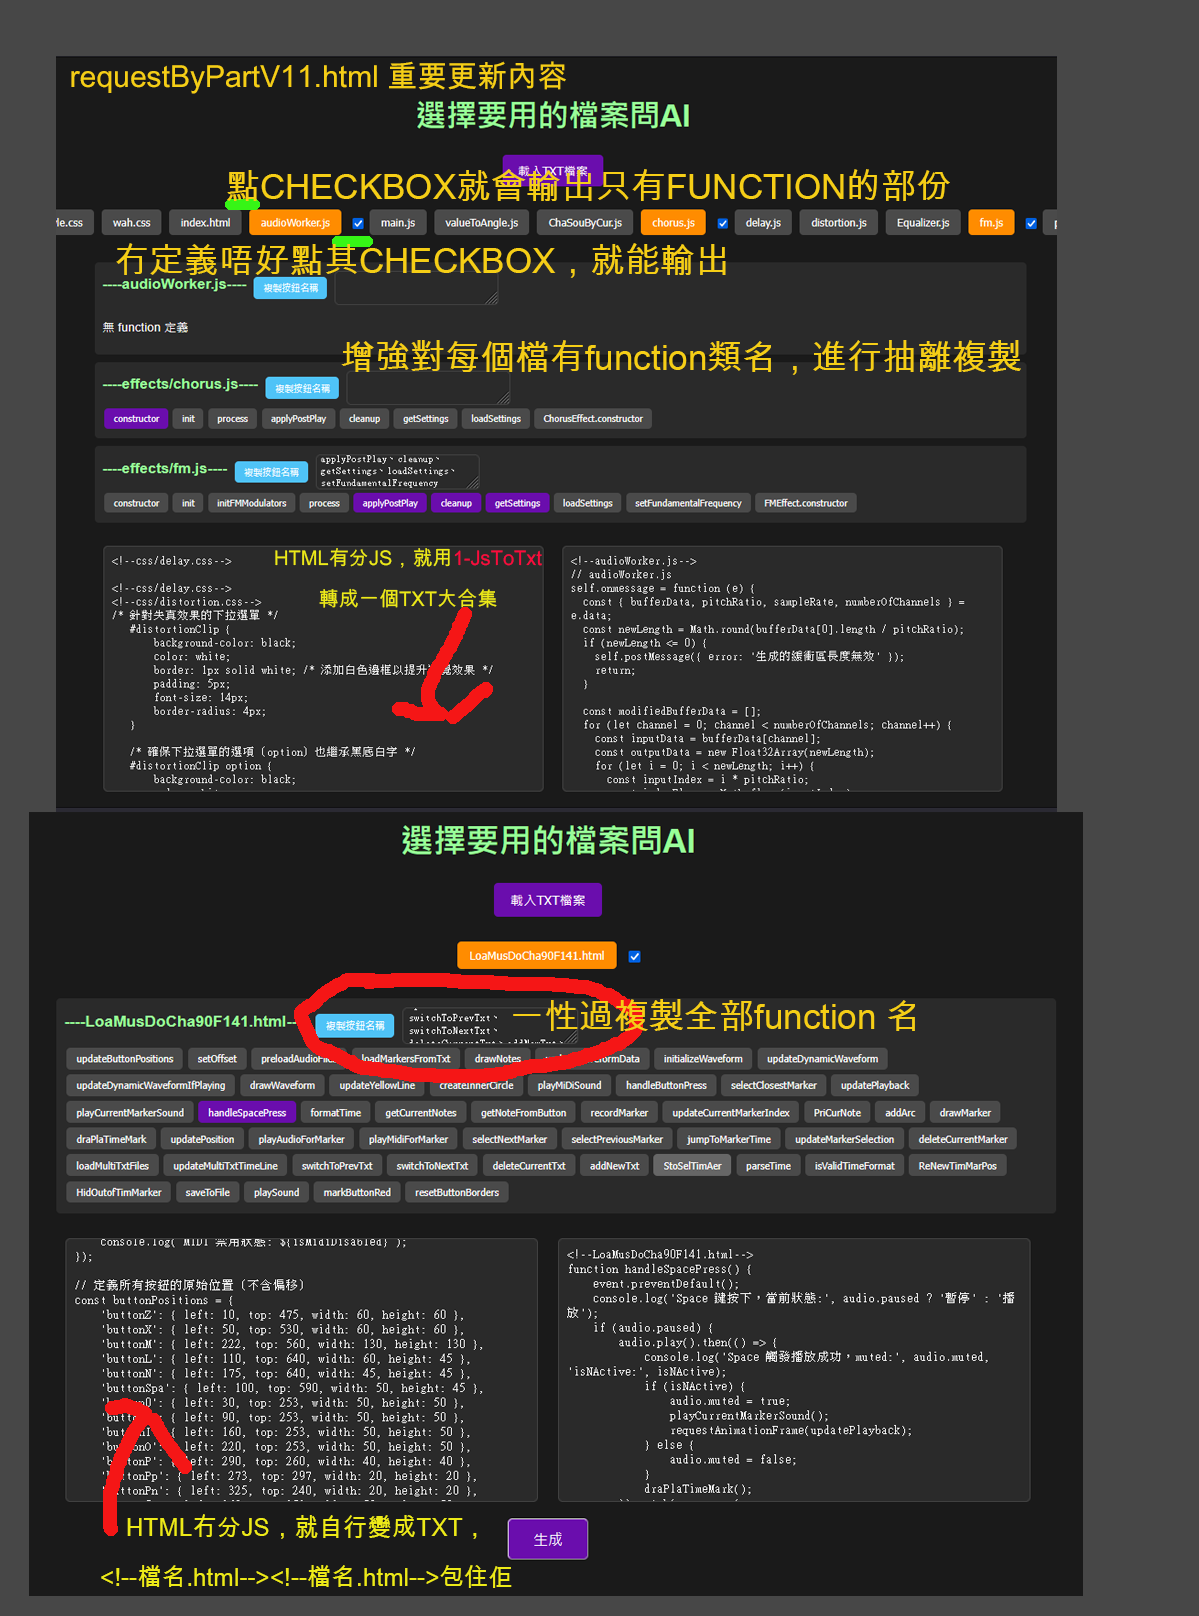 requestByPartV11.html 重要更新內容
選擇要用的檔案問AI
載入TXT檔案
點CHECKBOX就會輸出只有FUNCTION的部份
le.css wah.css index.html audioWorker.js main.js valueToAngle.js ChaSouByCur.js chorus.js delay.js distortion.js Equalizer.js fm.js
冇定義唔好點其CHECKBOX，就能輸出
----audioWorker.js---- 複製按鈕名稱
無 function 定義
增強對每個檔有function類名，進行抽離複製
----effects/chorus.js---- 複製按鈕名稱
constructor init process applyPostPlay cleanup getSettings loadSettings ChorusEffect.constructor
----effects/fm.js---- 複製按鈕名稱
applyPostPlay、cleanup、
getSettings、loadSettings、
setFundamentalFrequency
constructor init initFMModulators process applyPostPlay cleanup getSettings loadSettings setFundamentalFrequency FMEffect.constructor
HTML有分JS，就用1-JsToTxt
轉成一個TXT大合集
<!--css/delay.css-->
<!--css/delay.css-->
<!--css/distortion.css-->
/* 針對失真效果的下拉選單 */
#distortionClip {
background-color: black;
color: white;
border: 1px solid white; /* 添加白色邊框以提升視覺效果 */
padding: 5px;
font-size: 14px;
border-radius: 4px;
}
/* 確保下拉選單的選項（option）也繼承黑底白字 */
#distortionClip option {
background-color: black;
<!--audioWorker.js-->
// audioWorker.js
self.onmessage = function (e) {
const { bufferData, pitchRatio, sampleRate, numberOfChannels } =
e.data;
const newLength = Math.round(bufferData[0].length / pitchRatio);
if (newLength <= 0) {
self.postMessage({ error: '生成的緩衝區長度無效' });
return;
}
const modifiedBufferData = [];
for (let channel = 0; channel < numberOfChannels; channel++) {
const inputData = bufferData[channel];
const outputData = new Float32Array(newLength);
for (let i = 0; i < newLength; i++) {
const inputIndex = i * pitchRatio;
選擇要用的檔案問AI
載入TXT檔案
LoaMusDoCha90F141.html
----LoaMusDoCha90F141.html-- 複製按鈕名稱
switchToPrevTxt、
switchToNextTxt、
一性過複製全部function 名
updateButtonPositions setOffset preloadAudioFiles loadMarkersFromTxt drawNotes formData initializeWaveform updateDynamicWaveform
updateDynamicWaveformIfPlaying drawWaveform updateYellowLine createInnerCircle playMiDiSound handleButtonPress selectClosestMarker updatePlayback
playCurrentMarkerSound handleSpacePress formatTime getCurrentNotes getNoteFromButton recordMarker updateCurrentMarkerIndex PriCurNote addArc drawMarker
draPlaTimeMark updatePosition playAudioForMarker playMidiForMarker selectNextMarker selectPreviousMarker jumpToMarkerTime updateMarkerSelection deleteCurrentMarker
loadMultiTxtFiles updateMultiTxtTimeLine switchToPrevTxt switchToNextTxt deleteCurrentTxt addNewTxt StoSelTimAer parseTime isValidTimeFormat ReNewTimMarPos
HidOutofTimMarker saveToFile playSound markButtonRed resetButtonBorders
console.log(`MIDI 禁用狀態: ${isMidiDisabled}`);
});
// 定義所有按鈕的原始位置（不含偏移）
const buttonPositions = {
'buttonZ': { left: 10, top: 475, width: 60, height: 60 },
'buttonX': { left: 50, top: 530, width: 60, height: 60 },
'buttonM': { left: 222, top: 560, width: 130, height: 130 },
'buttonL': { left: 110, top: 640, width: 60, height: 45 },
'buttonN': { left: 175, top: 640, width: 45, height: 45 },
'buttonSpa': { left: 100, top: 590, width: 50, height: 45 },
{ left: 30, top: 253, width: 50, height: 50 },
{ left: 90, top: 253, width: 50, height: 50 },
{ left: 160, top: 253, width: 50, height: 50 },
'buttonO': { left: 220, top: 253, width: 50, height: 50 },
'buttonP': { left: 290, top: 260, width: 40, height: 40 },
'buttonPp': { left: 273, top: 297, width: 20, height: 20 },
'buttonPn': { left: 325, top: 240, width: 20, height: 20 },
<!--LoaMusDoCha90F141.html-->
function handleSpacePress() {
event.preventDefault();
console.log('Space 鍵按下，當前狀態:', audio.paused ? '暫停' : '播
放');
if (audio.paused) {
audio.play().then(() => {
console.log('Space 觸發播放成功，muted:', audio.muted,
'isNActive:', isNActive);
if (isNActive) {
audio.muted = true;
playCurrentMarkerSound();
requestAnimationFrame(updatePlayback);
} else {
audio.muted = false;
}
draPlaTimeMark();
HTML冇分JS，就自行變成TXT，
生成
<!--檔名.html--><!--檔名.html-->包住佢